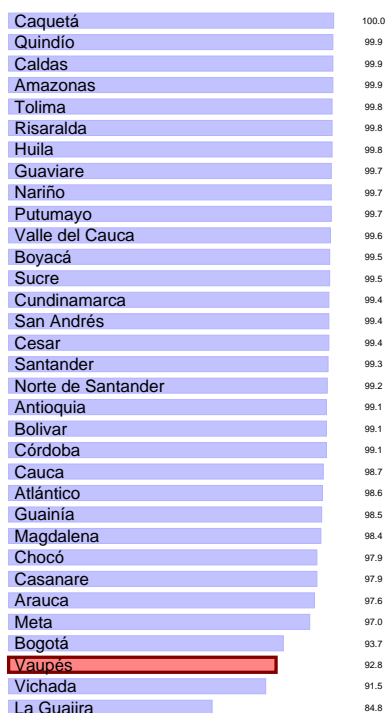 Caquetá 100.0
Quindío 99.9
Caldas 99.9
Amazonas 99.9
Tolima 99.8
Risaralda 99.8
Huila 99.8
Guaviare 99.7
Nariño 99.7
Putumayo 99.7
Valle del Cauca 99.6
Boyacá 99.5
Sucre 99.5
Cundinamarca 99.4
San Andrés 99.4
Cesar 99.4
Santander 99.3
Norte de Santander 99.2
Antioquia 99.1
Bolivar 99.1
Córdoba 99.1
Cauca 98.7
Atlántico 98.6
Guainía 98.5
Magdalena 98.4
Chocó 97.9
Casanare 97.9
Arauca 97.6
Meta 97.0
Bogotá 93.7
Vaupés 92.8
Vichada 91.5
La Guajira 84.8